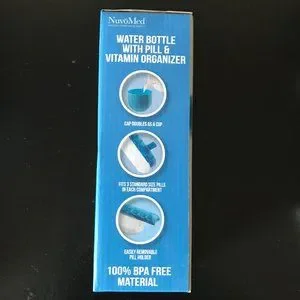 NuvoMed
WATER BOTTLE
WITH PILL &
VITAMIN ORGANIZER
CAP DOUBLES AS A CUP
FITS 3 STANDARD SIZE PILLS
IN EACH COMPARTMENT
EASILY REMOVABLE
PILL HOLDER
100% BPA FREE
MATERIAL